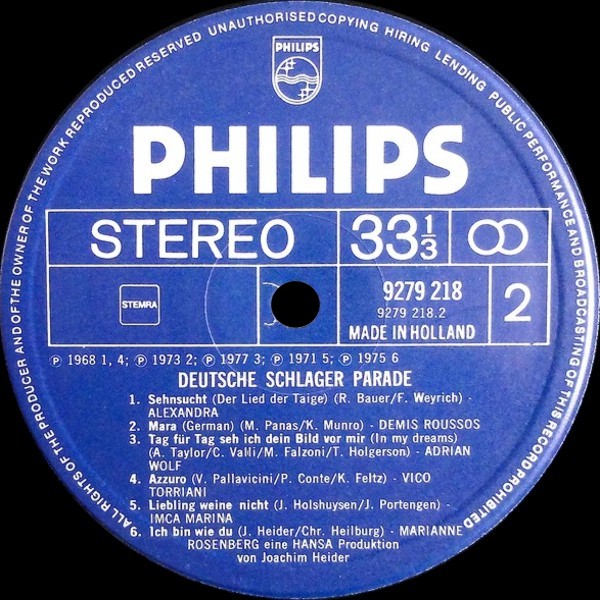 ALL RIGHTS OF THE PRODUCER AND OF THE OWNER OF THE WORK REPRODUCED RESERVED UNAUTHORISED COPYING HIRING LENDING PUBLIC PERFORMANCE AND BROADCASTING OF THIS RECORD PROHIBITED
PHILIPS
PHILIPS
STEREO
33 1/3
STEMRA
9279 218
9279 218.2
MADE IN HOLLAND
2
Ⓟ 1968 1, 4; Ⓟ 1973 2; Ⓟ 1977 3; Ⓟ 1971 5; Ⓟ 1975 6
DEUTSCHE SCHLAGER PARADE
1. Sehnsucht (Der Lied der Taige) (R. Bauer/F. Weyrich) -
ALEXANDRA
2. Mara (German) (M. Panas/K. Munro) - DEMIS ROUSSOS
3. Tag für Tag seh ich dein Bild vor mir (In my dreams)
(A. Taylor/C. Valli/M. Falzoni/T. Holgerson) - ADRIAN
WOLF
4. Azzuro (V. Pallavicini/P. Conte/K. Feltz) - VICO
TORRIANI
5. Liebling weine nicht (J. Holshuysen/J. Portengen) -
IMCA MARINA
6. Ich bin wie du (J. Heider/Chr. Heilburg) - MARIANNE
ROSENBERG eine HANSA Produktion
von Joachim Heider